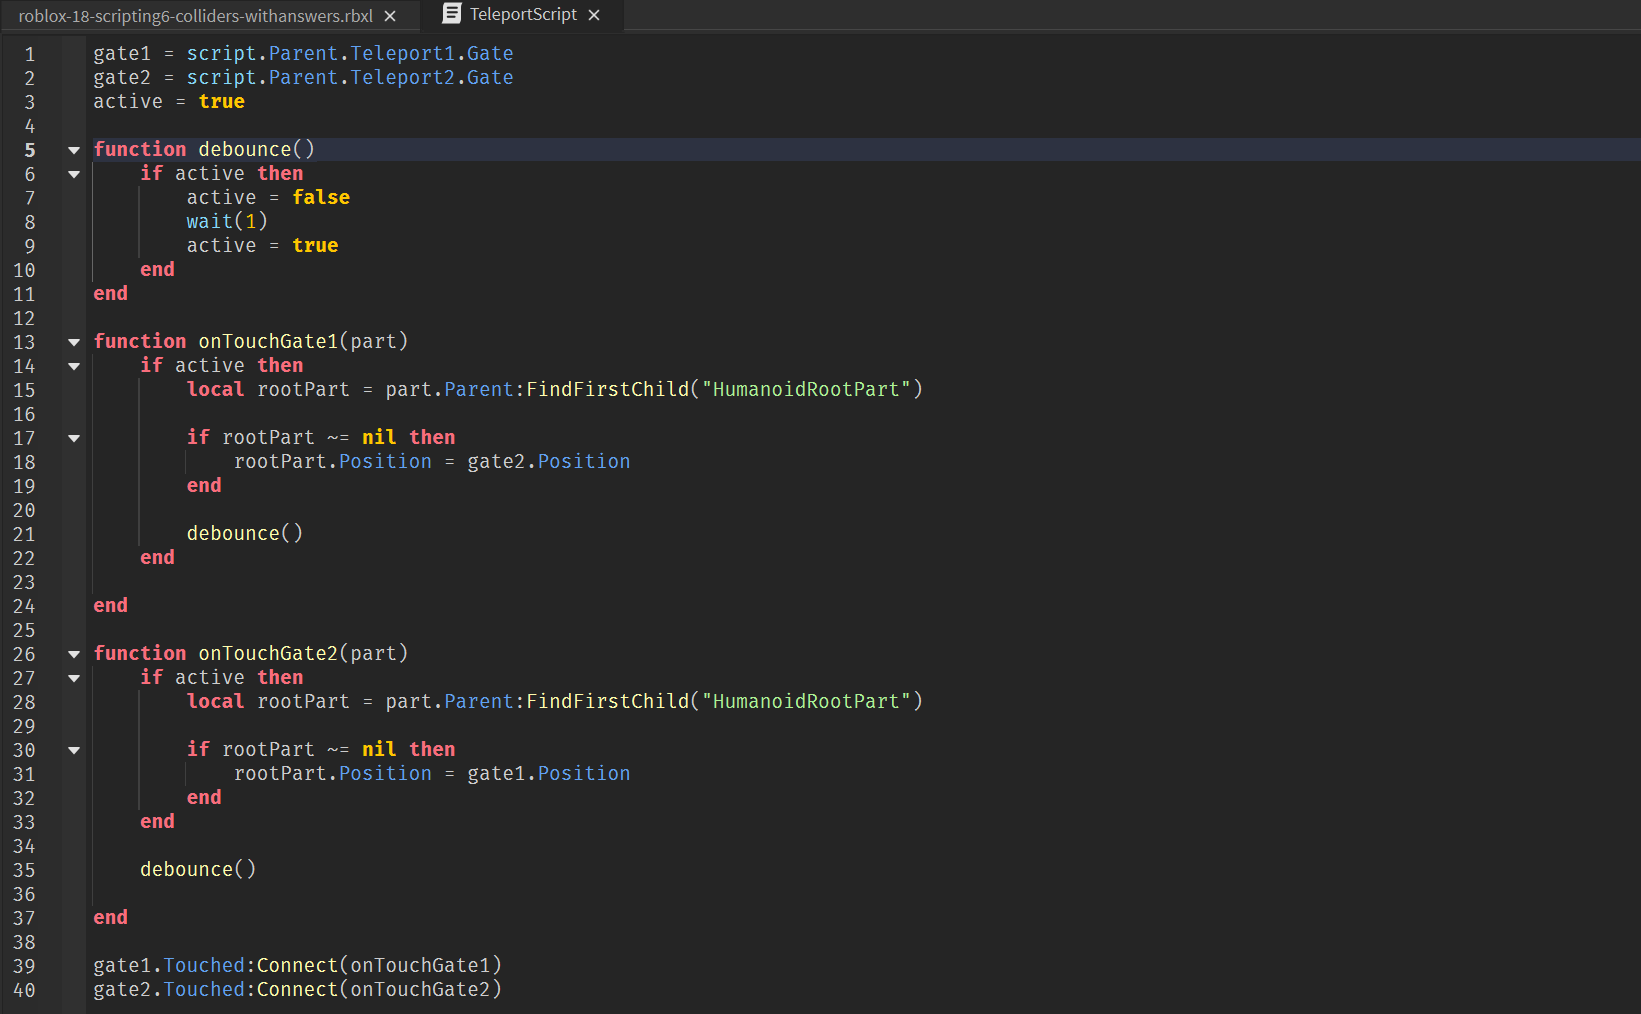 roblox-18-scripting6-colliders-withanswers.rbxl × TeleportScript ×
1 gate1 = script.Parent.Teleport1.Gate
2 gate2 = script.Parent.Teleport2.Gate
3 active = true
4
5 function debounce()
6     if active then
7         active = false
8         wait(1)
9         active = true
10     end
11 end
12
13 function onTouchGate1(part)
14     if active then
15         local rootPart = part.Parent:FindFirstChild("HumanoidRootPart")
16
17         if rootPart ~= nil then
18             rootPart.Position = gate2.Position
19         end
20
21         debounce()
22     end
23
24 end
25
26 function onTouchGate2(part)
27     if active then
28         local rootPart = part.Parent:FindFirstChild("HumanoidRootPart")
29
30         if rootPart ~= nil then
31             rootPart.Position = gate1.Position
32         end
33     end
34
35     debounce()
36
37 end
38
39 gate1.Touched:Connect(onTouchGate1)
40 gate2.Touched:Connect(onTouchGate2)